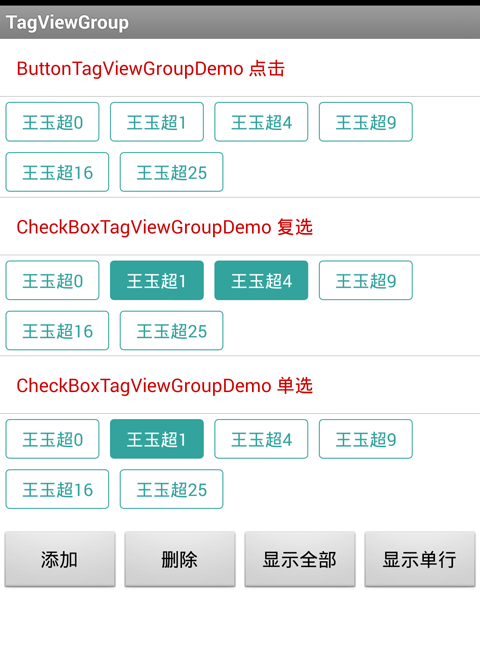 TagViewGroup
ButtonTagViewGroupDemo 点击
王玉超0 王玉超1 王玉超4 王玉超9
王玉超16 王玉超25
CheckBoxTagViewGroupDemo 复选
王玉超0 王玉超1 王玉超4 王玉超9
王玉超16 王玉超25
CheckBoxTagViewGroupDemo 单选
王玉超0 王玉超1 王玉超4 王玉超9
王玉超16 王玉超25
添加 删除 显示全部 显示单行